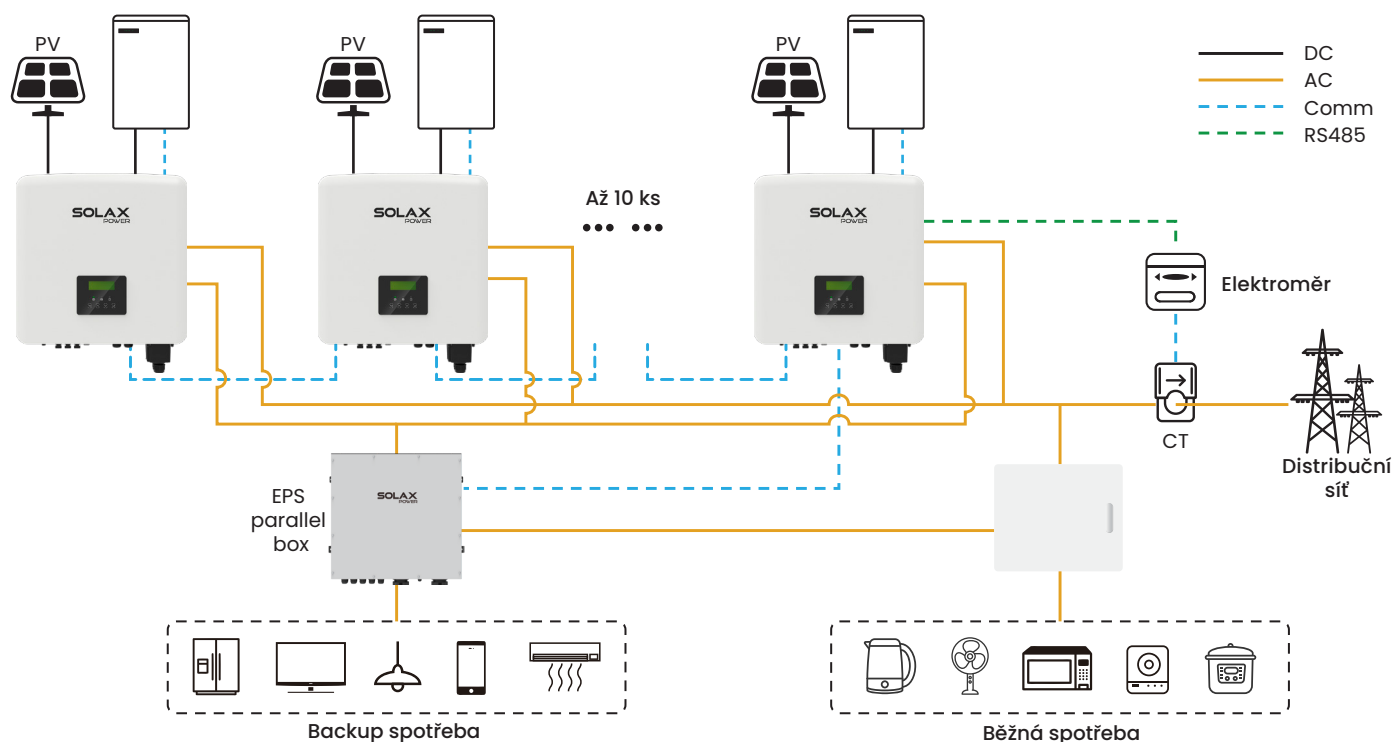 PV
PV
PV
DC
AC
Comm
RS485
SOLAX
POWER
SOLAX
POWER
Až 10 ks
SOLAX
POWER
Elektroměr
CT
Distribuční
síť
EPS
parallel
box
SOLAX
POWER
Backup spotřeba
Běžná spotřeba